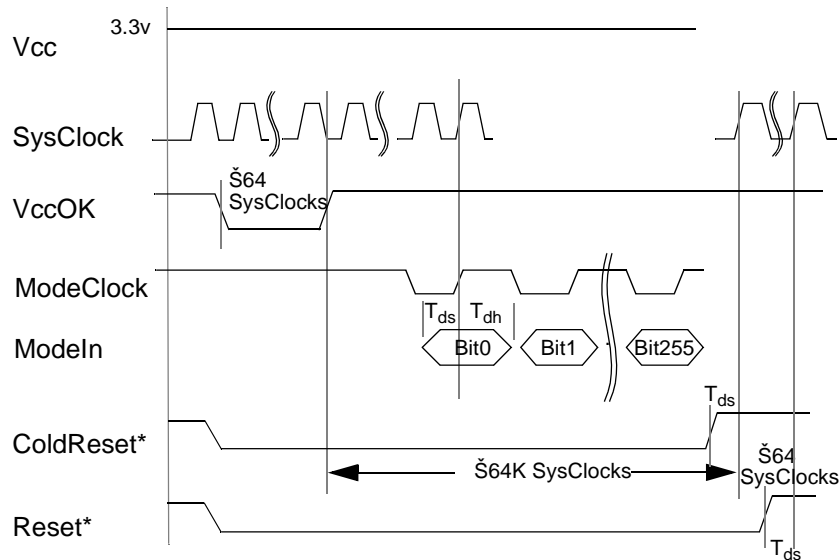 3.3v
Vcc
SysClock
Š64
SysClocks
VccOK
ModeClock
Tds Tdh
ModeIn
Bit0 Bit1 Bit255
Tds
ColdReset*
Š64K SysClocks
Š64
SysClocks
Reset*
Tds